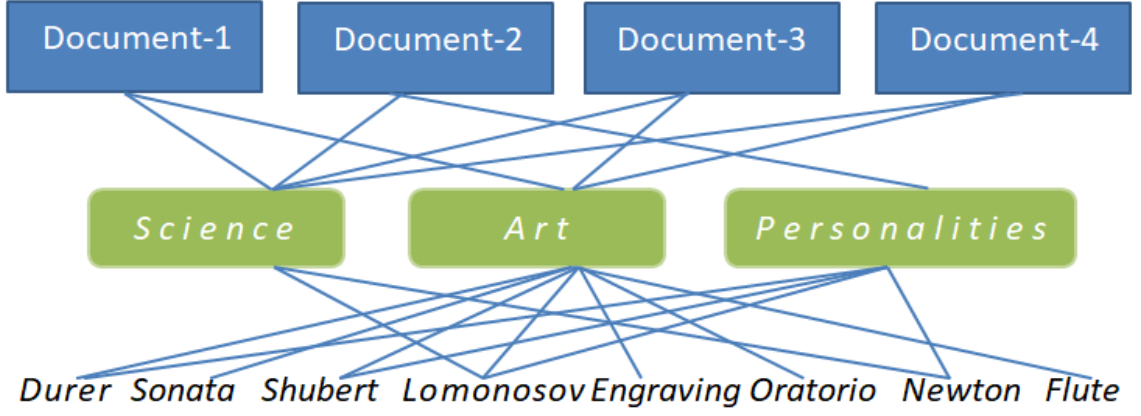 Document-1 Document-2 Document-3 Document-4
Science Art Personalities
Durer Sonata Shubert Lomonosov Engraving Oratorio Newton Flute